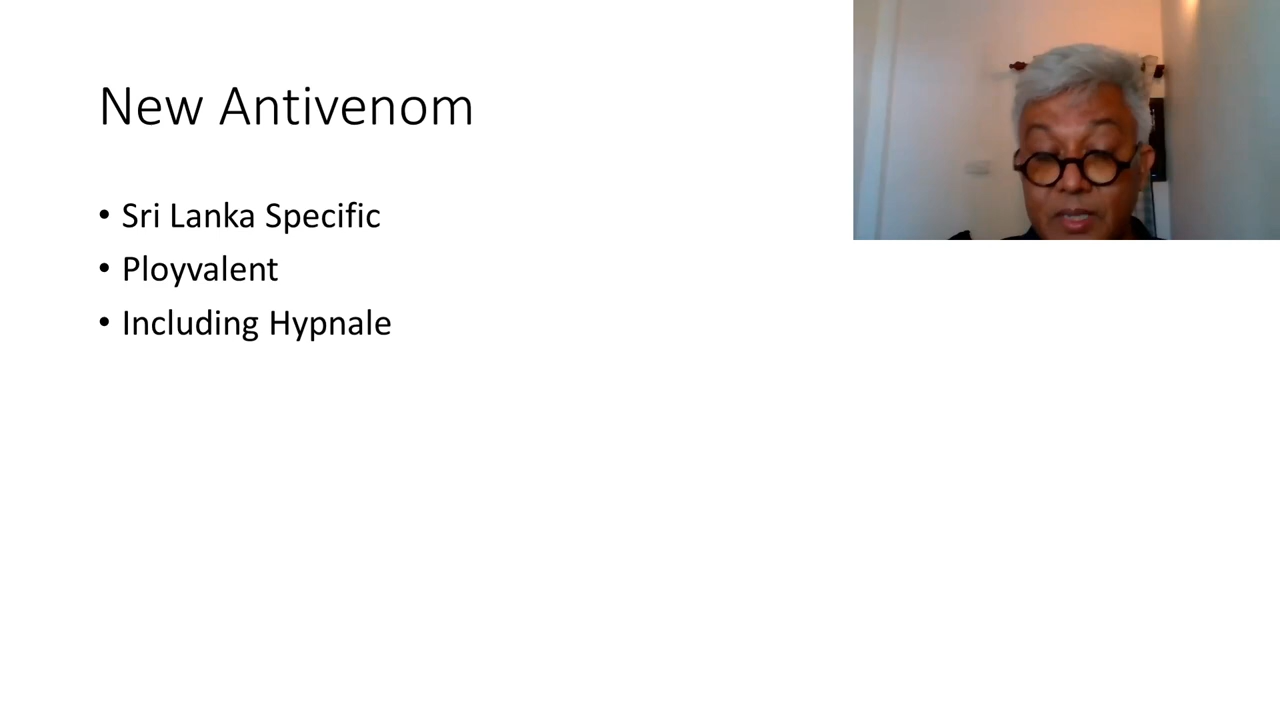 New Antivenom
• Sri Lanka Specific
• Ployvalent
• Including Hypnale